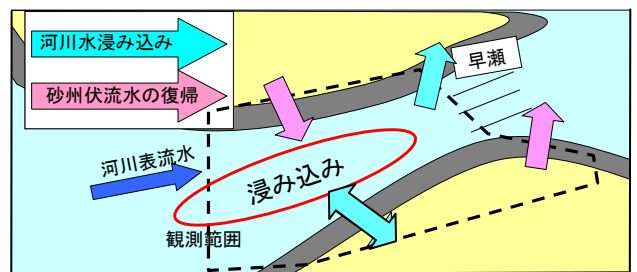 河川水浸み込み
砂州伏流水の復帰
早瀬
河川表流水
浸み込み
観測範囲